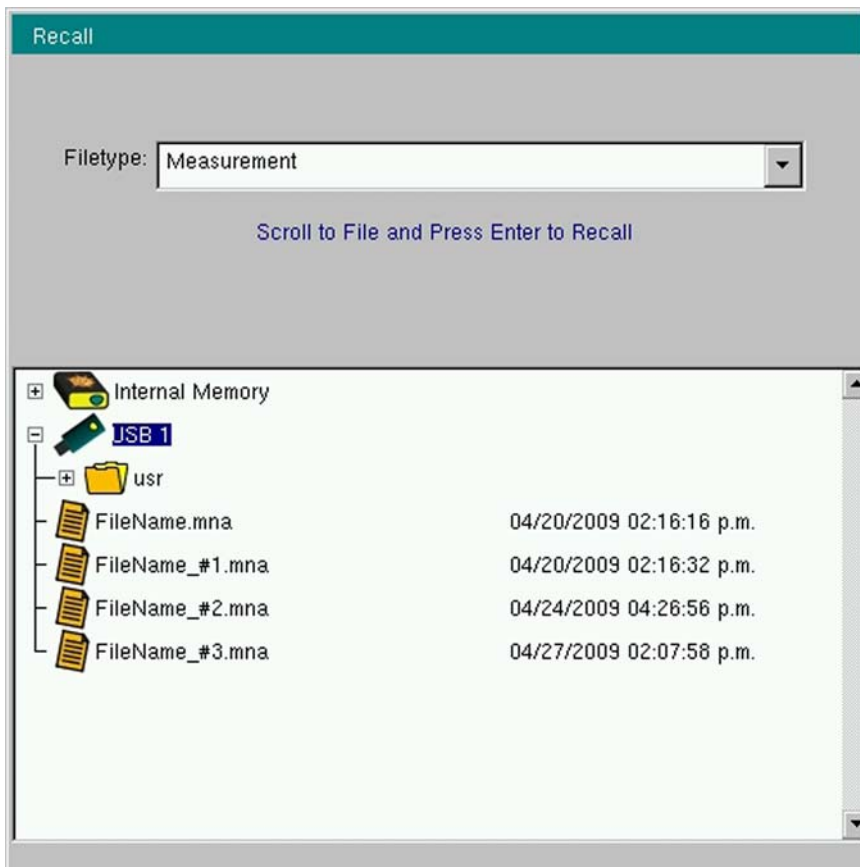 Recall
Filetype: Measurement
Scroll to File and Press Enter to Recall
Internal Memory
USB 1
usr
FileName.mna 04/20/2009 02:16:16 p.m.
FileName_#1.mna 04/20/2009 02:16:32 p.m.
FileName_#2.mna 04/24/2009 04:26:56 p.m.
FileName_#3.mna 04/27/2009 02:07:58 p.m.